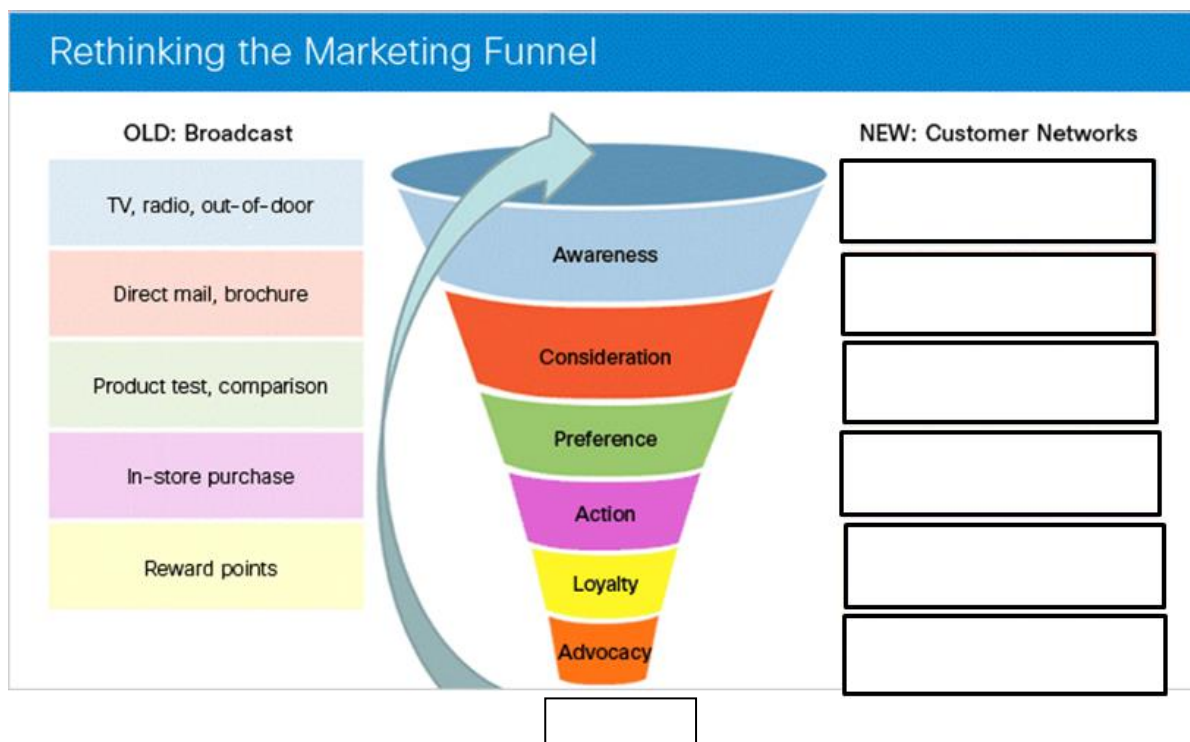 Rethinking the Marketing Funnel
OLD: Broadcast
TV, radio, out-of-door
Direct mail, brochure
Product test, comparison
In-store purchase
Reward points
Awareness
Consideration
Preference
Action
Loyalty
Advocacy
NEW: Customer Networks